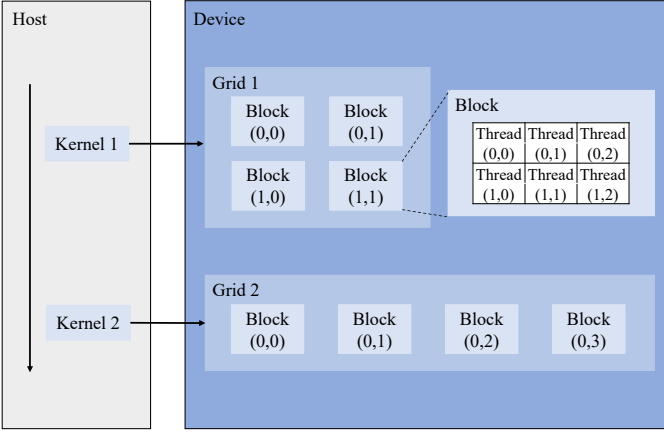 Host
Device
Grid 1
Block
(0,0)
Block
(0,1)
Kernel 1
Block
(1,0)
Block
(1,1)
Block
Thread Thread Thread
(0,0) (0,1) (0,2)
Thread Thread Thread
(1,0) (1,1) (1,2)
Grid 2
Kernel 2
Block
(0,0)
Block
(0,1)
Block
(0,2)
Block
(0,3)